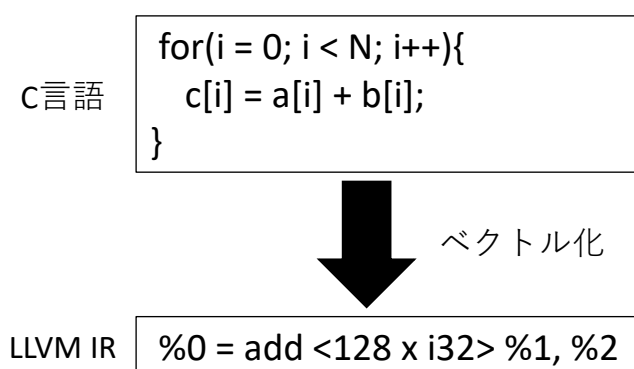 C言語
for(i = 0; i < N; i++){
c[i] = a[i] + b[i];
}
ベクトル化
LLVM IR
%0 = add <128 x i32> %1, %2